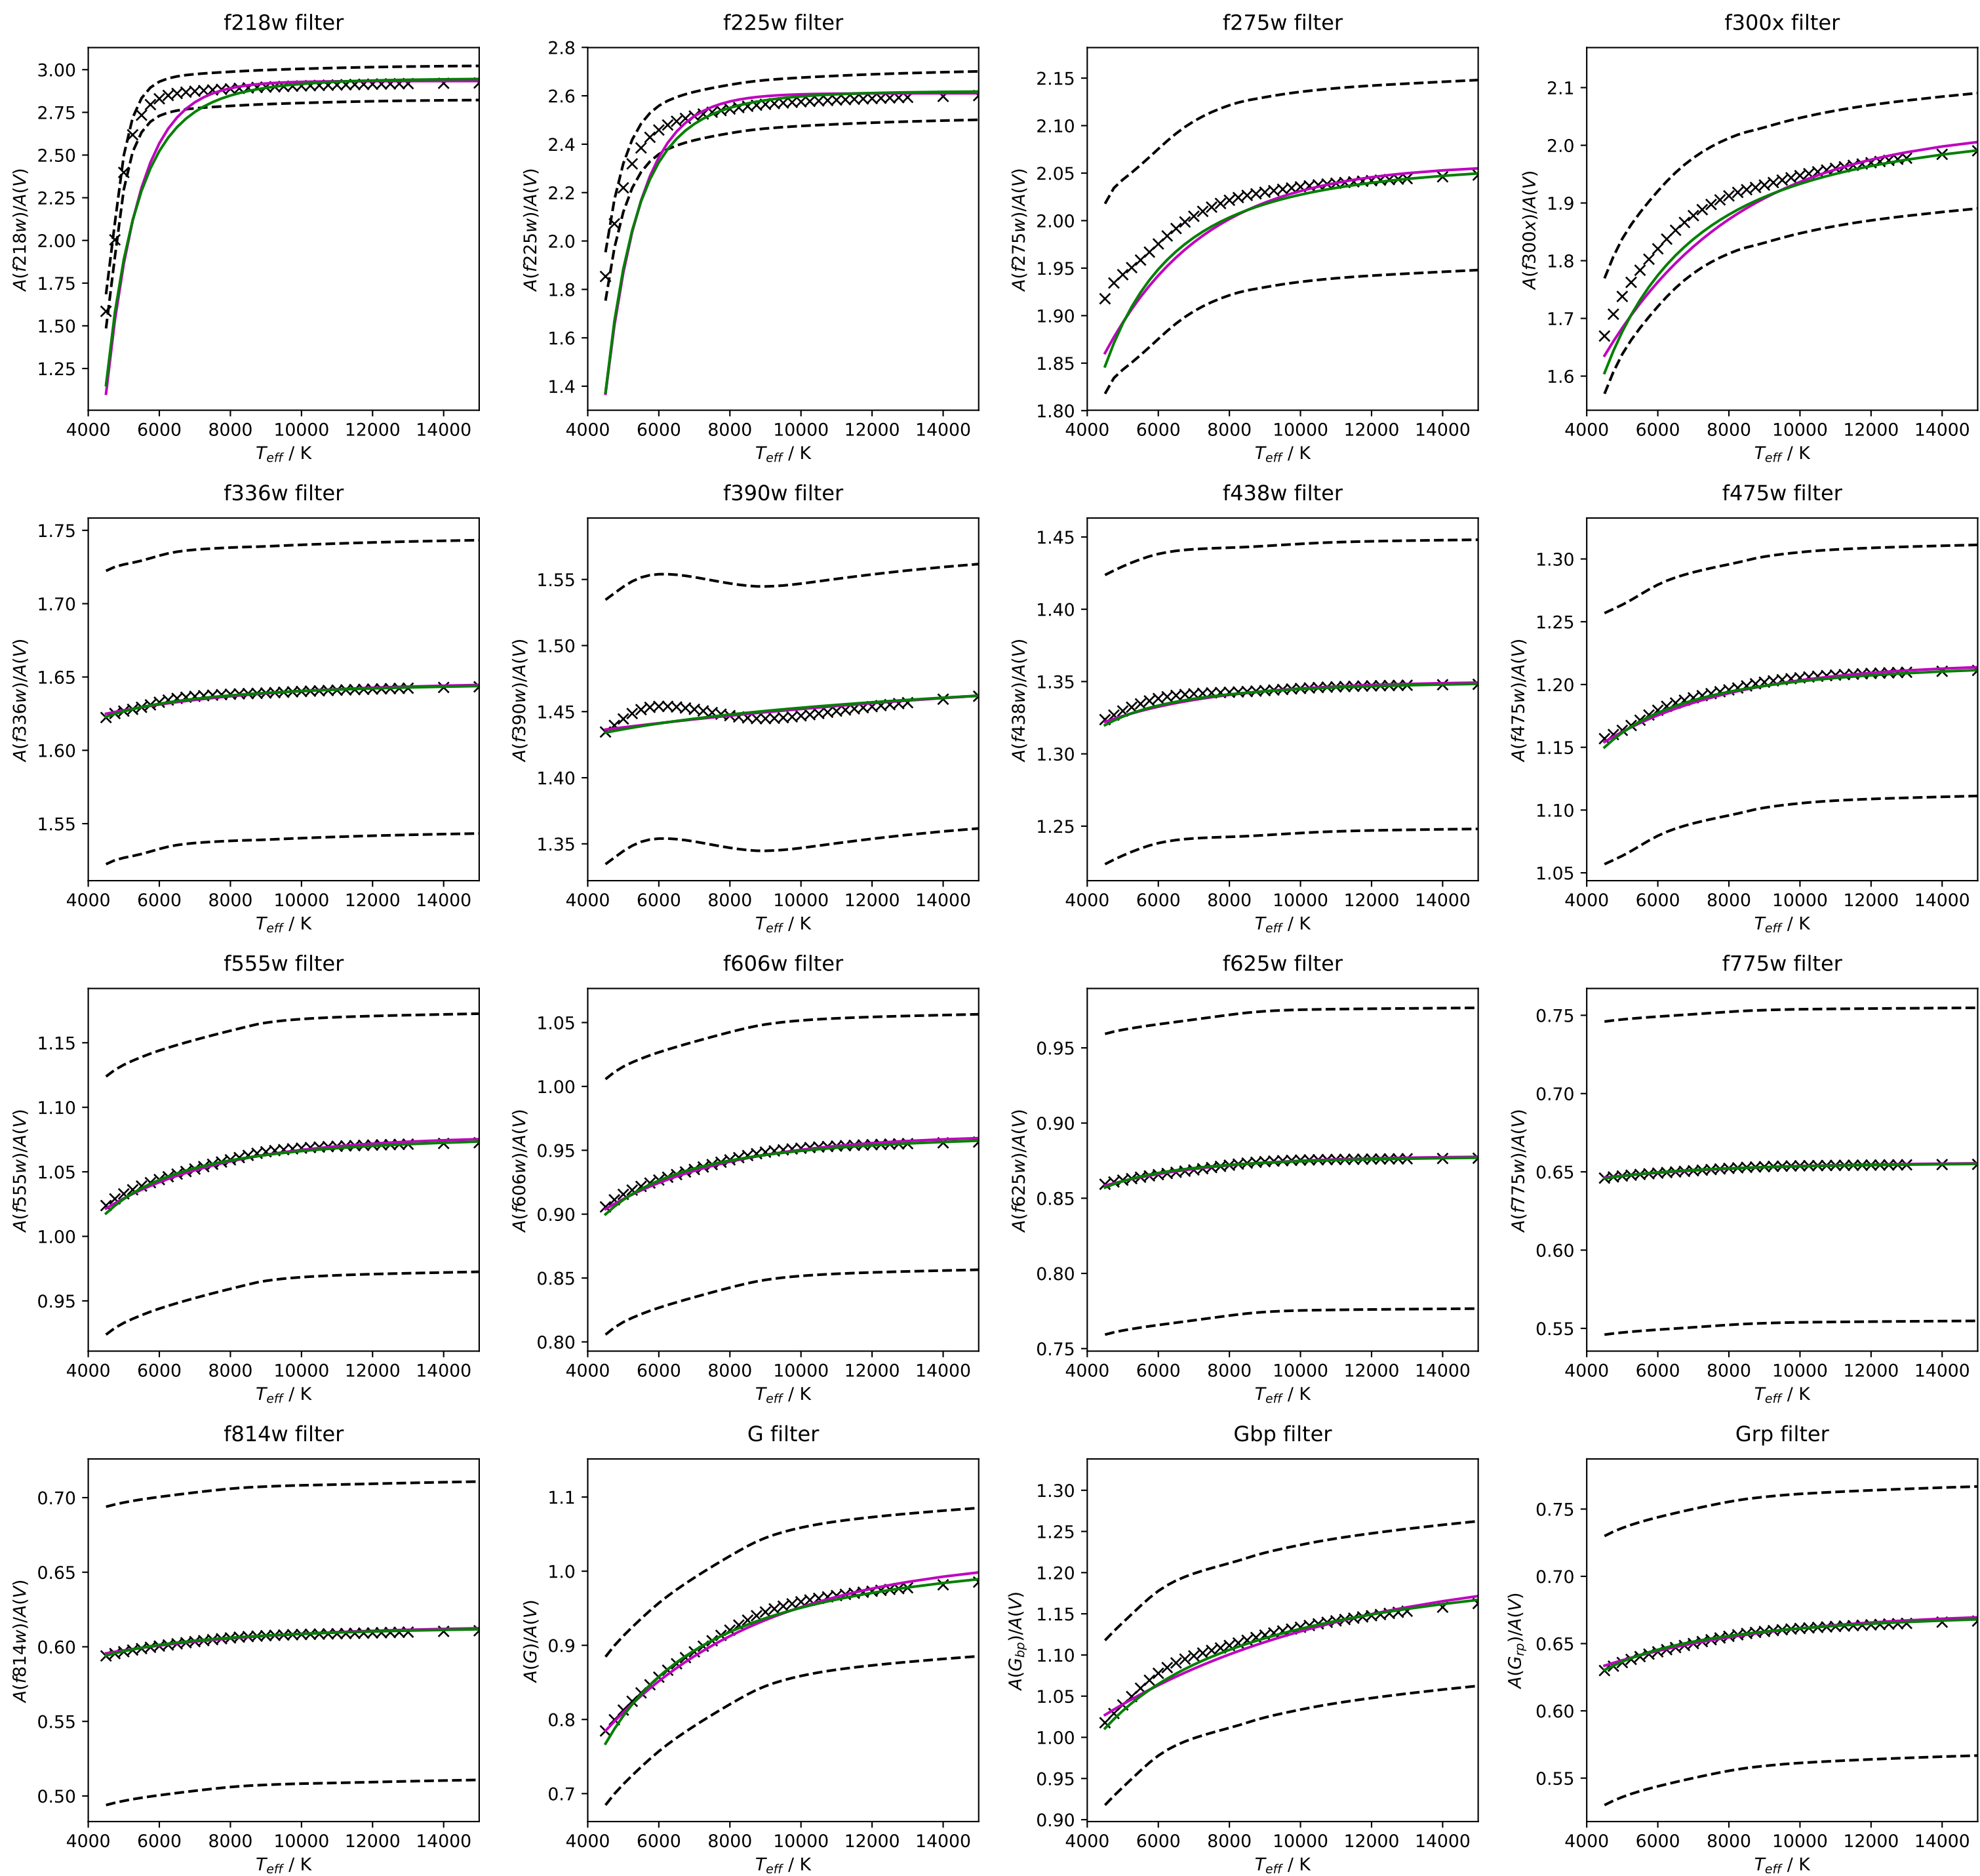 f218w filter
A(f218w)/A(V)
3.00
2.75
2.50
2.25
2.00
1.75
1.50
1.25
4000 6000 8000 10000 12000 14000
T_eff / K
f225w filter
A(f225w)/A(V)
2.8
2.6
2.4
2.2
2.0
1.8
1.6
1.4
4000 6000 8000 10000 12000 14000
T_eff / K
f275w filter
A(f275w)/A(V)
2.15
2.10
2.05
2.00
1.95
1.90
1.85
1.80
4000 6000 8000 10000 12000 14000
T_eff / K
f300x filter
A(f300x)/A(V)
2.1
2.0
1.9
1.8
1.7
1.6
4000 6000 8000 10000 12000 14000
T_eff / K
f336w filter
A(f336w)/A(V)
1.75
1.70
1.65
1.60
1.55
4000 6000 8000 10000 12000 14000
T_eff / K
f390w filter
A(f390w)/A(V)
1.55
1.50
1.45
1.40
1.35
4000 6000 8000 10000 12000 14000
T_eff / K
f438w filter
A(f438w)/A(V)
1.45
1.40
1.35
1.30
1.25
4000 6000 8000 10000 12000 14000
T_eff / K
f475w filter
A(f475w)/A(V)
1.30
1.25
1.20
1.15
1.10
1.05
4000 6000 8000 10000 12000 14000
T_eff / K
f555w filter
A(f555w)/A(V)
1.15
1.10
1.05
1.00
0.95
4000 6000 8000 10000 12000 14000
T_eff / K
f606w filter
A(f606w)/A(V)
1.05
1.00
0.95
0.90
0.85
0.80
4000 6000 8000 10000 12000 14000
T_eff / K
f625w filter
A(f625w)/A(V)
0.95
0.90
0.85
0.80
0.75
4000 6000 8000 10000 12000 14000
T_eff / K
f775w filter
A(f775w)/A(V)
0.75
0.70
0.65
0.60
0.55
4000 6000 8000 10000 12000 14000
T_eff / K
f814w filter
A(f814w)/A(V)
0.70
0.65
0.60
0.55
0.50
4000 6000 8000 10000 12000 14000
T_eff / K
G filter
A(G)/A(V)
1.1
1.0
0.9
0.8
0.7
4000 6000 8000 10000 12000 14000
T_eff / K
Gbp filter
A(G_bp)/A(V)
1.30
1.25
1.20
1.15
1.10
1.05
1.00
0.95
0.90
4000 6000 8000 10000 12000 14000
T_eff / K
Grp filter
A(G_rp)/A(V)
0.75
0.70
0.65
0.60
0.55
4000 6000 8000 10000 12000 14000
T_eff / K